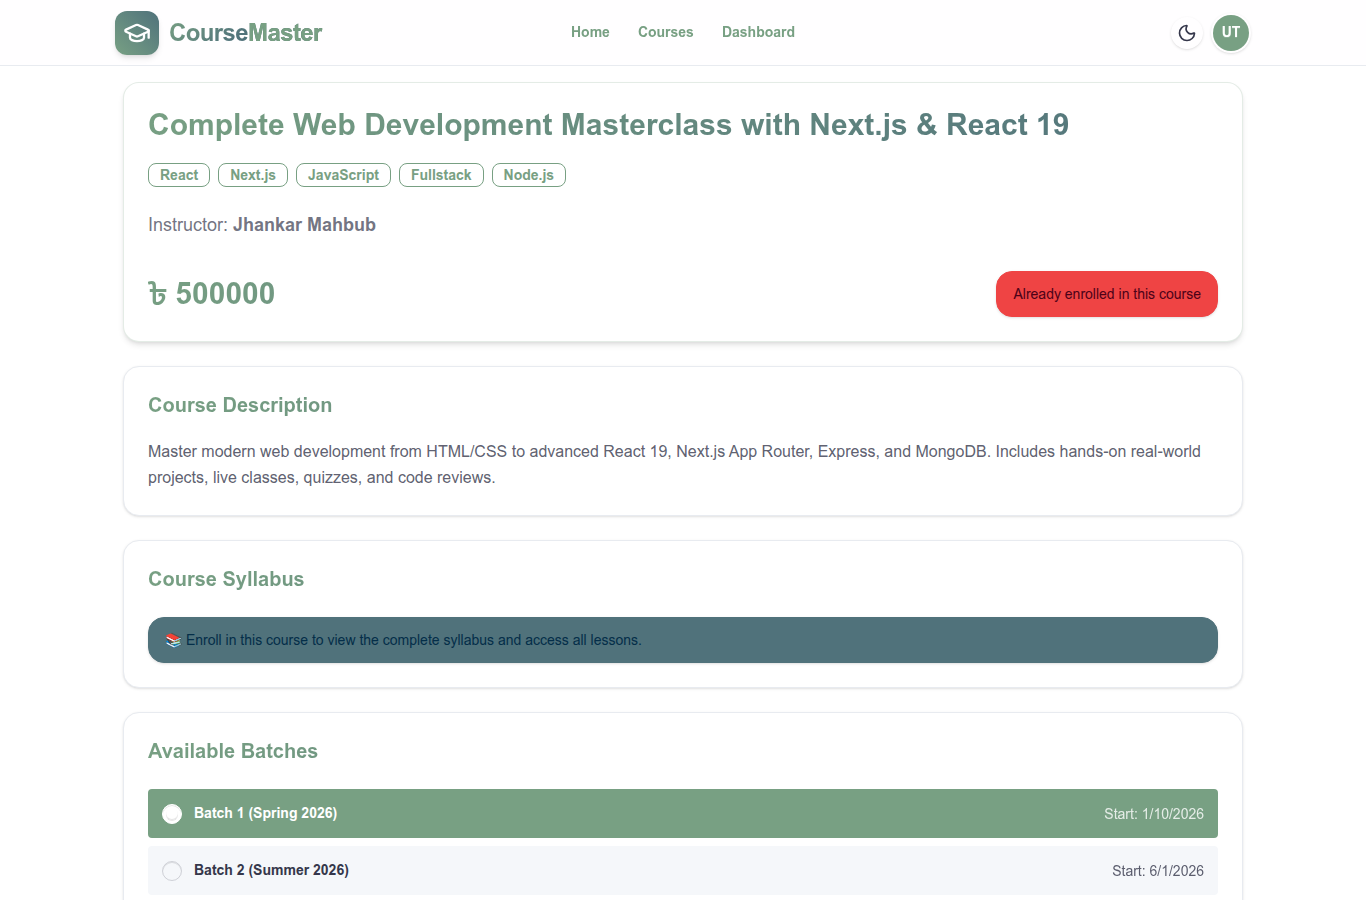 CourseMaster
Home Courses Dashboard
UT
Complete Web Development Masterclass with Next.js & React 19
React Next.js JavaScript Fullstack Node.js
Instructor: Jhankar Mahbub
৳ 500000
Already enrolled in this course
Course Description
Master modern web development from HTML/CSS to advanced React 19, Next.js App Router, Express, and MongoDB. Includes hands-on real-world
projects, live classes, quizzes, and code reviews.
Course Syllabus
📚 Enroll in this course to view the complete syllabus and access all lessons.
Available Batches
Batch 1 (Spring 2026) Start: 1/10/2026
Batch 2 (Summer 2026) Start: 6/1/2026